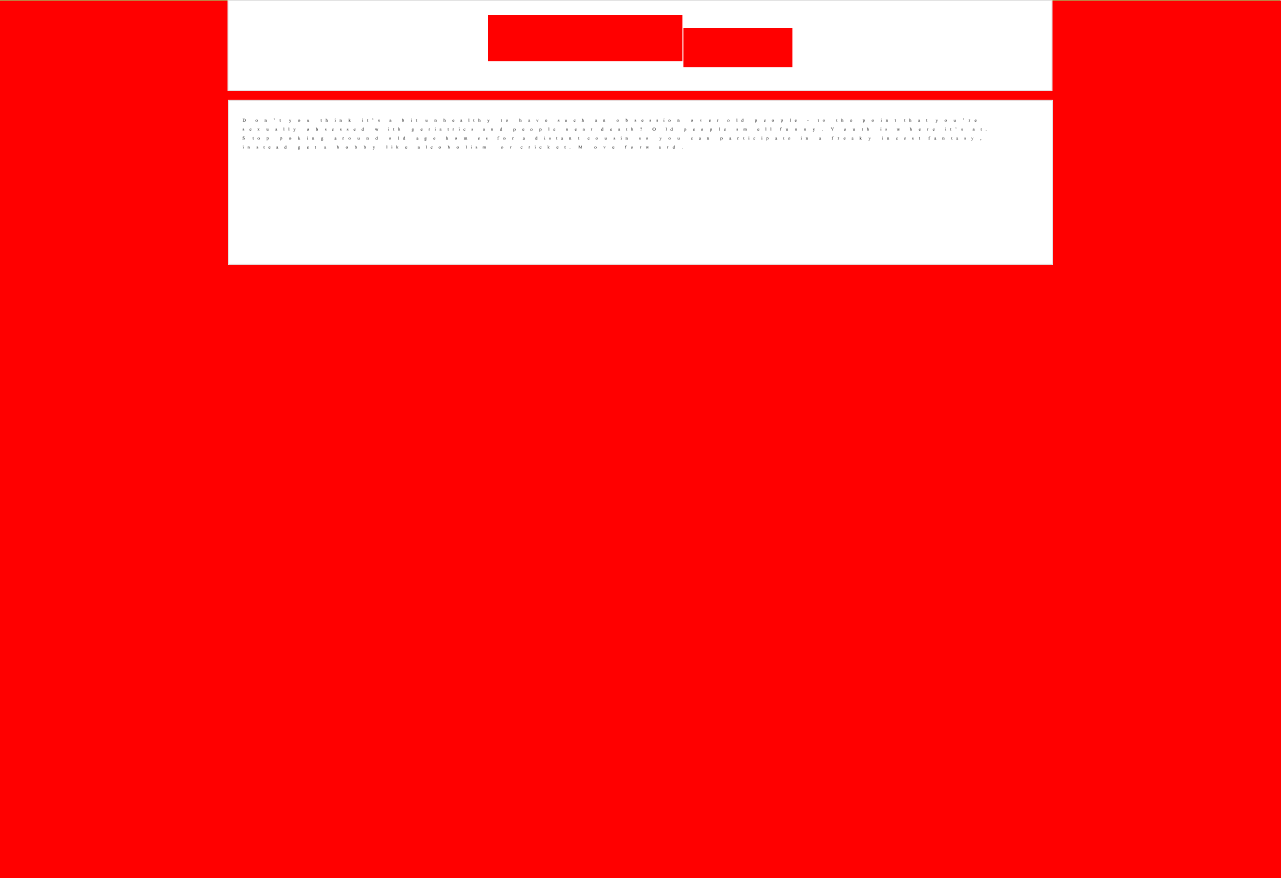 Don't you think it's a bit unhealthy to have such an obsession over old people - to the point that you're
sexually obsessed with geriatrics and people near death? Old people smell funny. Youth is where it's at.
Stop poking around old age homes for a distant cousin so you can participate in a freaky incest fantasy,
instead get a hobby like alcoholism or cricket. Move forward.